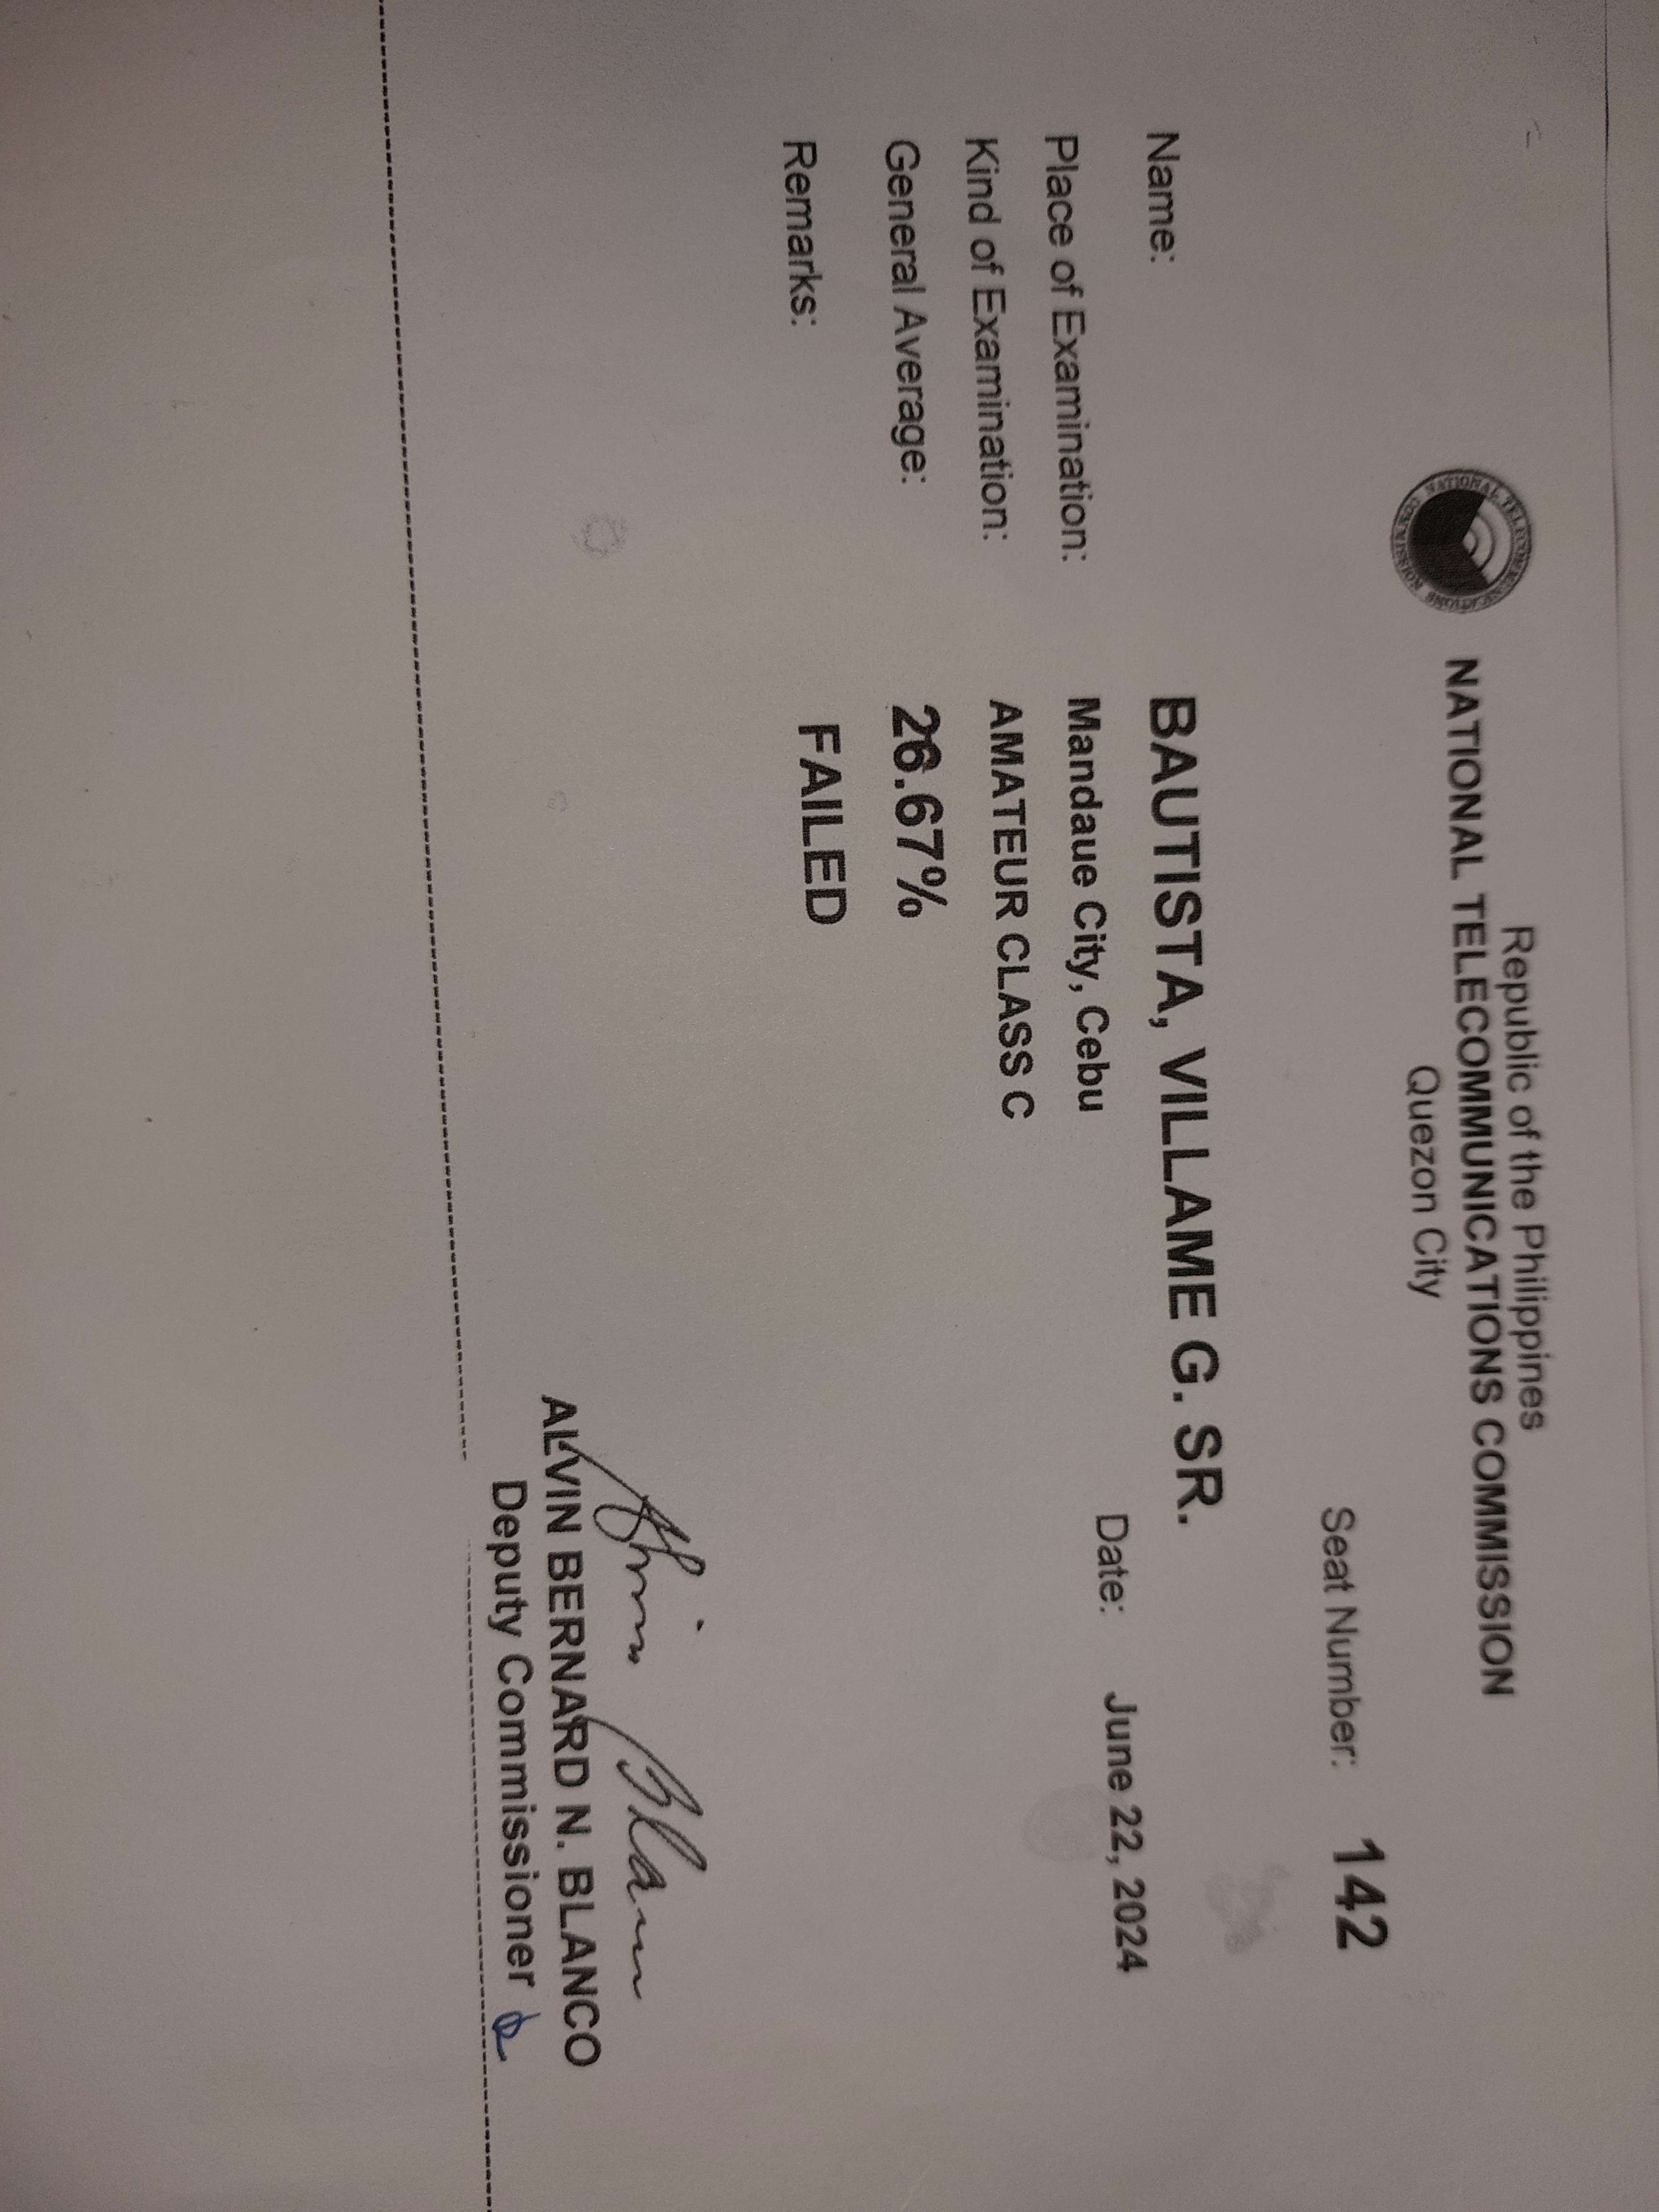 Republic of the Philippines
NATIONAL TELECOMMUNICATIONS COMMISSION
Quezon City
NATIONAL TELECOMMUNICATIONS COMMISSION
Seat Number: 142
Name: BAUTISTA, VILLAME G. SR.
Place of Examination: Mandaue City, Cebu Date: June 22, 2024
Kind of Examination: AMATEUR CLASS C
General Average: 26.67%
Remarks: FAILED
ALVIN BERNARD N. BLANCO
Deputy Commissioner